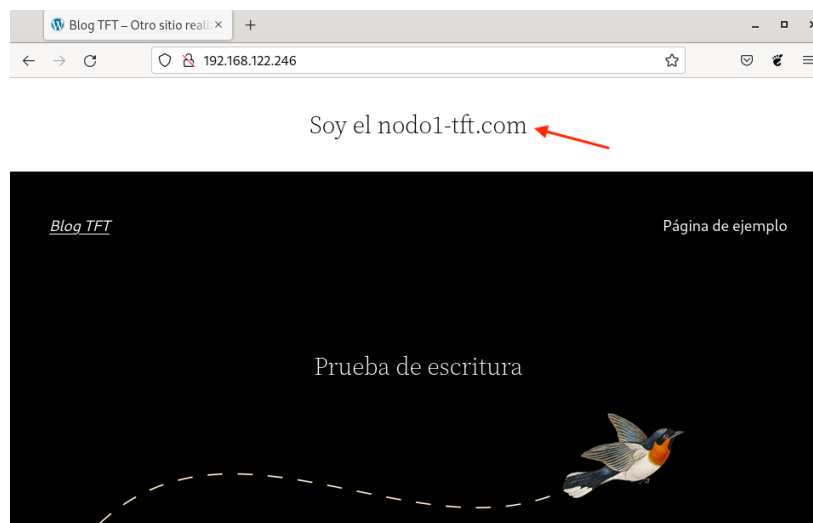 Blog TFT – Otro sitio reali
192.168.122.246
Soy el nodo1-tft.com
Blog TFT
Página de ejemplo
Prueba de escritura